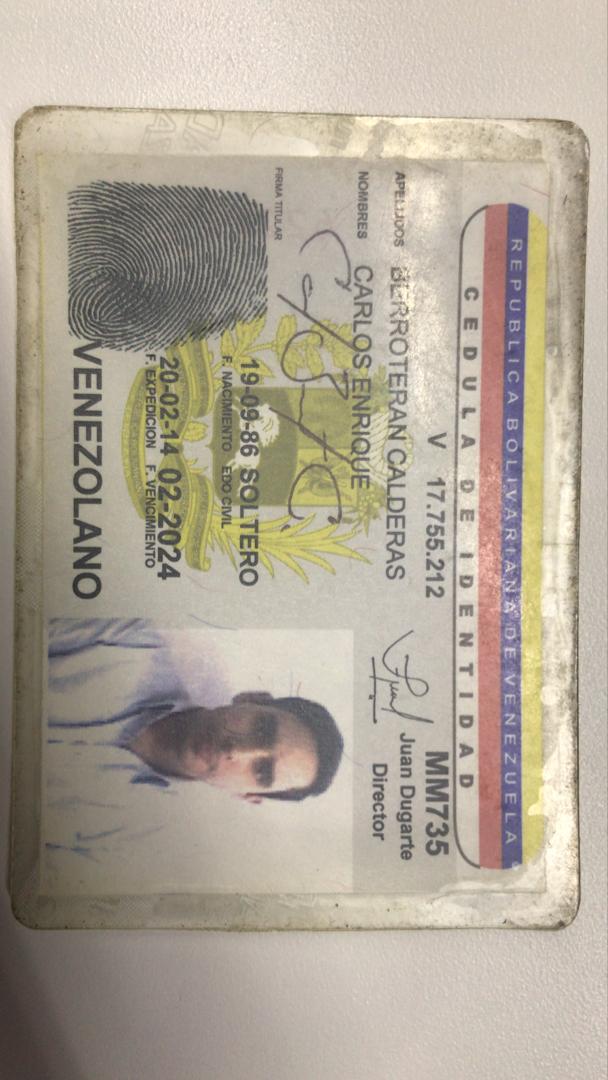 REPUBLICA BOLIVARIANA DE VENEZUELA
CEDULA DE IDENTIDAD
V 17.755.212 MM735
APELLIDOS BERROTERAN CALDERAS
Juan Dugarte
Director
NOMBRES CARLOS ENRIQUE
FIRMA TITULAR
19-09-86 SOLTERO
F. NACIMIENTO EDO CIVIL
20-02-14 02-2024
F. EXPEDICION F. VENCIMIENTO
VENEZOLANO